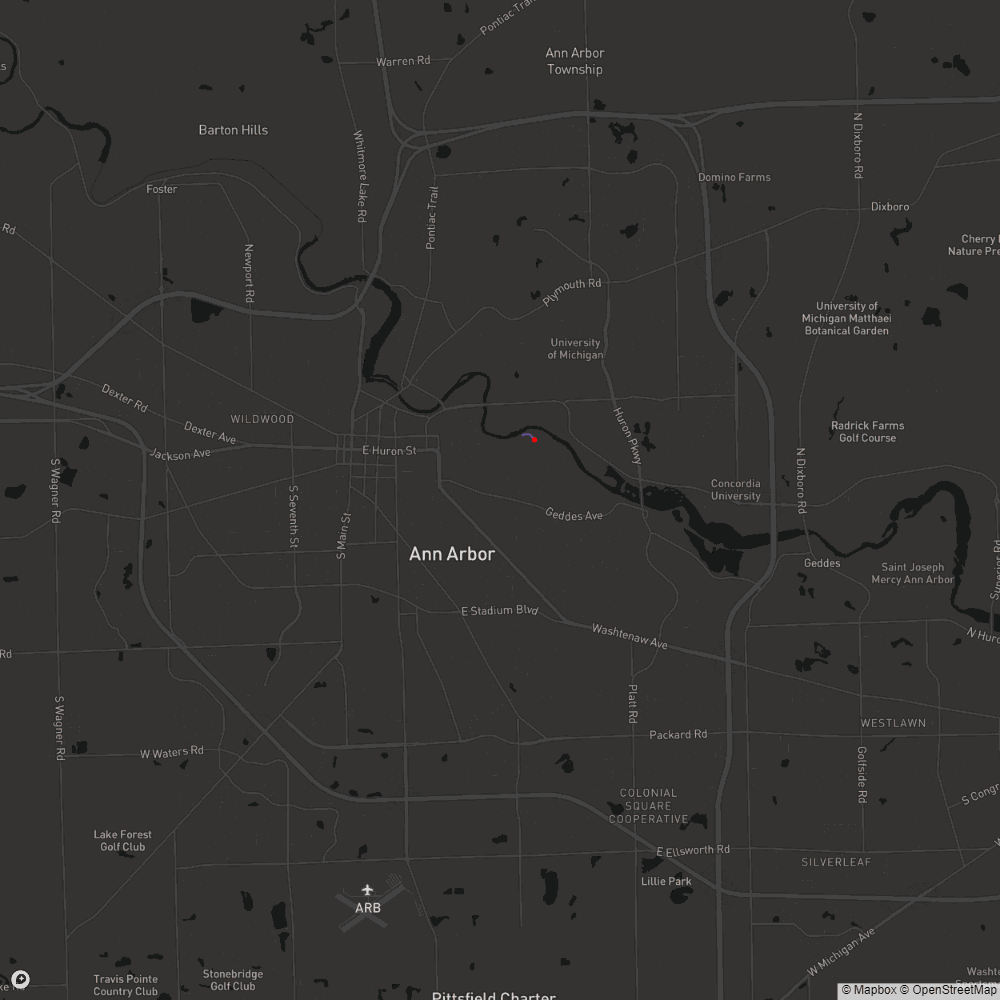 Pontiac Trail
Ann Arbor
Township
Warren Rd
Barton Hills
Whitmore Lake Rd
N Dixboro Rd
Foster
Pontiac Trail
Domino Farms
Dixboro
Rd
Newport Rd
Cherry
Nature Pre
Plymouth Rd
University of
Michigan Matthaei
Botanical Garden
University
of Michigan
Dexter Rd
WILDWOOD
Dexter Ave
Jackson Ave
E Huron St
Huron Pkwy
Radrick Farms
Golf Course
S Wagner Rd
S Seventh St
S Main St
Geddes Ave
Concordia
University
N Dixboro Rd
Ann Arbor
Geddes
Saint Joseph
Mercy Ann Arbor
Superior Rd
E Stadium Blvd
Washtenaw Ave
N Huro
Rd
S Wagner Rd
Platt Rd
W Waters Rd
Packard Rd
WESTLAWN
Golfside Rd
COLONIAL
SQUARE
COOPERATIVE
S Congr
Lake Forest
Golf Club
E Ellsworth Rd
SILVERLEAF
Lillie Park
ARB
W Michigan Ave
Travis Pointe
Country Club
Stonebridge
Golf Club
Pittsfield Charter
Washte
© Mapbox © OpenStreetMap